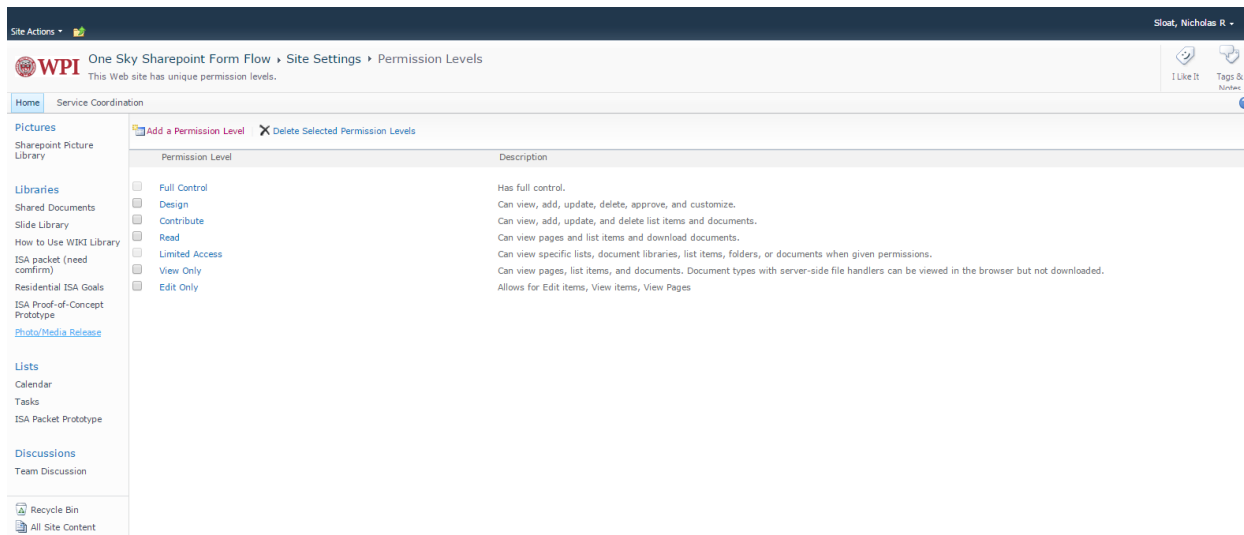 Site Actions
Sloat, Nicholas R
WPI
One Sky Sharepoint Form Flow › Site Settings › Permission Levels
This Web site has unique permission levels.
I Like It
Tags &
Notes
Home Service Coordination
Pictures
Sharepoint Picture
Library
Libraries
Shared Documents
Slide Library
How to Use WIKI Library
ISA packet (need
comfirm)
Residential ISA Goals
ISA Proof-of-Concept
Prototype
Photo/Media Release
Lists
Calendar
Tasks
ISA Packet Prototype
Discussions
Team Discussion
Recycle Bin
All Site Content
Add a Permission Level Delete Selected Permission Levels
Permission Level Description
Full Control Has full control.
Design Can view, add, update, delete, approve, and customize.
Contribute Can view, add, update, and delete list items and documents.
Read Can view pages and list items and download documents.
Limited Access Can view specific lists, document libraries, list items, folders, or documents when given permissions.
View Only Can view pages, list items, and documents. Document types with server-side file handlers can be viewed in the browser but not downloaded.
Edit Only Allows for Edit items, View items, View Pages